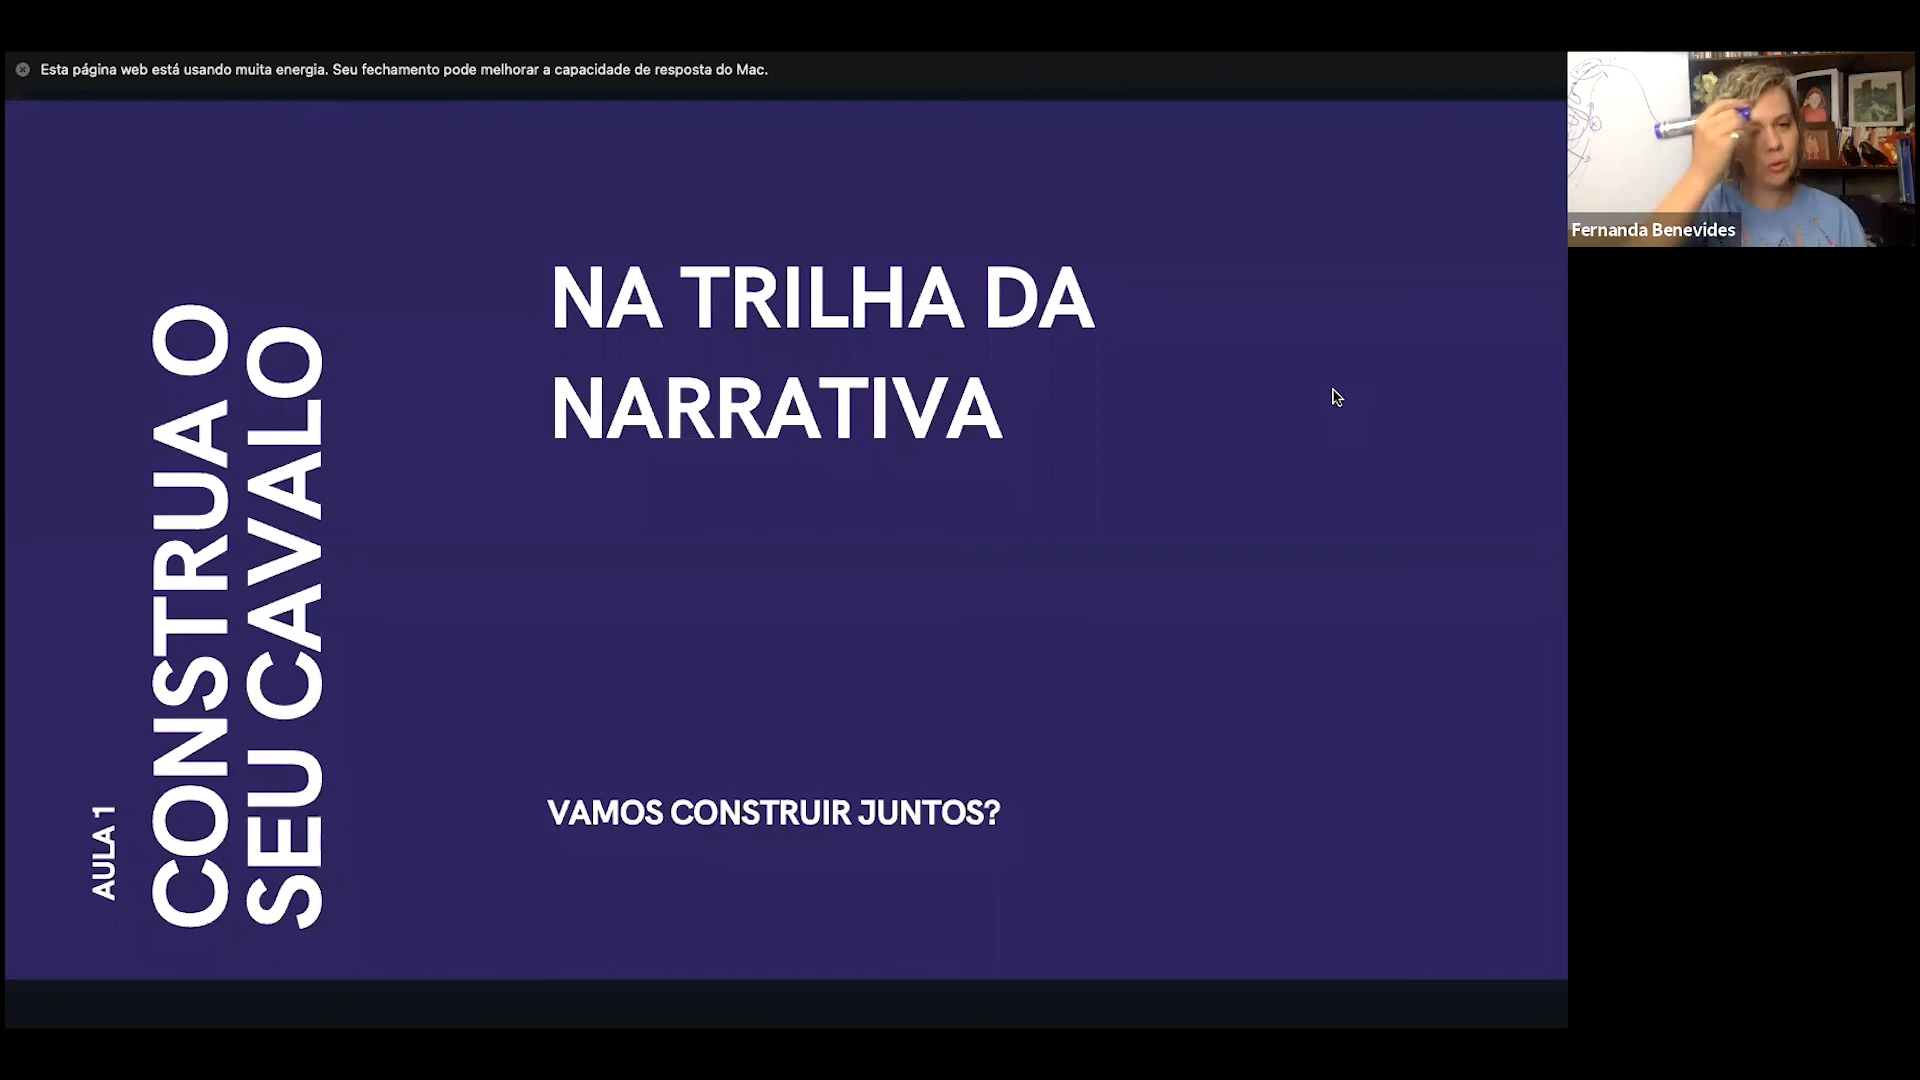 Esta página web está usando muita energia. Seu fechamento pode melhorar a capacidade de resposta do Mac.
AULA 1
CONSTRUA O
SEU CAVALO
NA TRILHA DA
NARRATIVA
VAMOS CONSTRUIR JUNTOS?
Fernanda Benevides